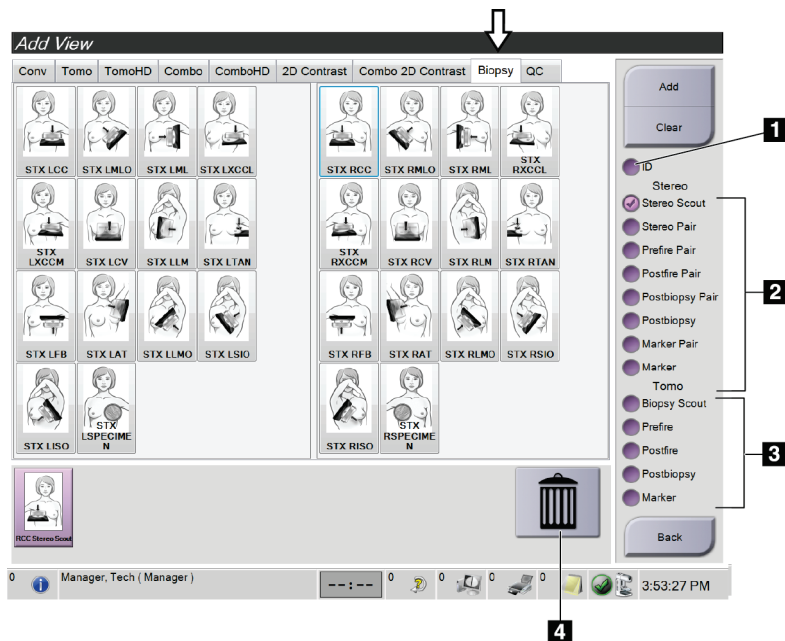 Add View
Conv Tomo TomoHD Combo ComboHD 2D Contrast Combo 2D Contrast Biopsy QC
STX LCC STX LMLO STX LML STX LXCCL
STX RCC STX RMLO STX RML STX
RXCCL
STX
LXCCM STX LCV STX LLM STX LTAN
STX
RXCCM STX RCV STX RLM STX RTAN
STX LFB STX LAT STX LLMO STX LSIO
STX RFB STX RAT STX RLMO STX RSIO
STX LISO STX
LSPECIME
N
STX RISO STX
RSPECIME
N
Add
Clear
ID
1
Stereo
Stereo Scout
Stereo Pair
Prefire Pair
Postfire Pair
Postbiopsy Pair
2
Postbiopsy
Marker Pair
Marker
Tomo
Biopsy Scout
Prefire
Postfire
3
Postbiopsy
Marker
Back
RCC Stereo Scout
0 Manager, Tech ( Manager ) --:-- 0 0 0 0 3:53:27 PM
4